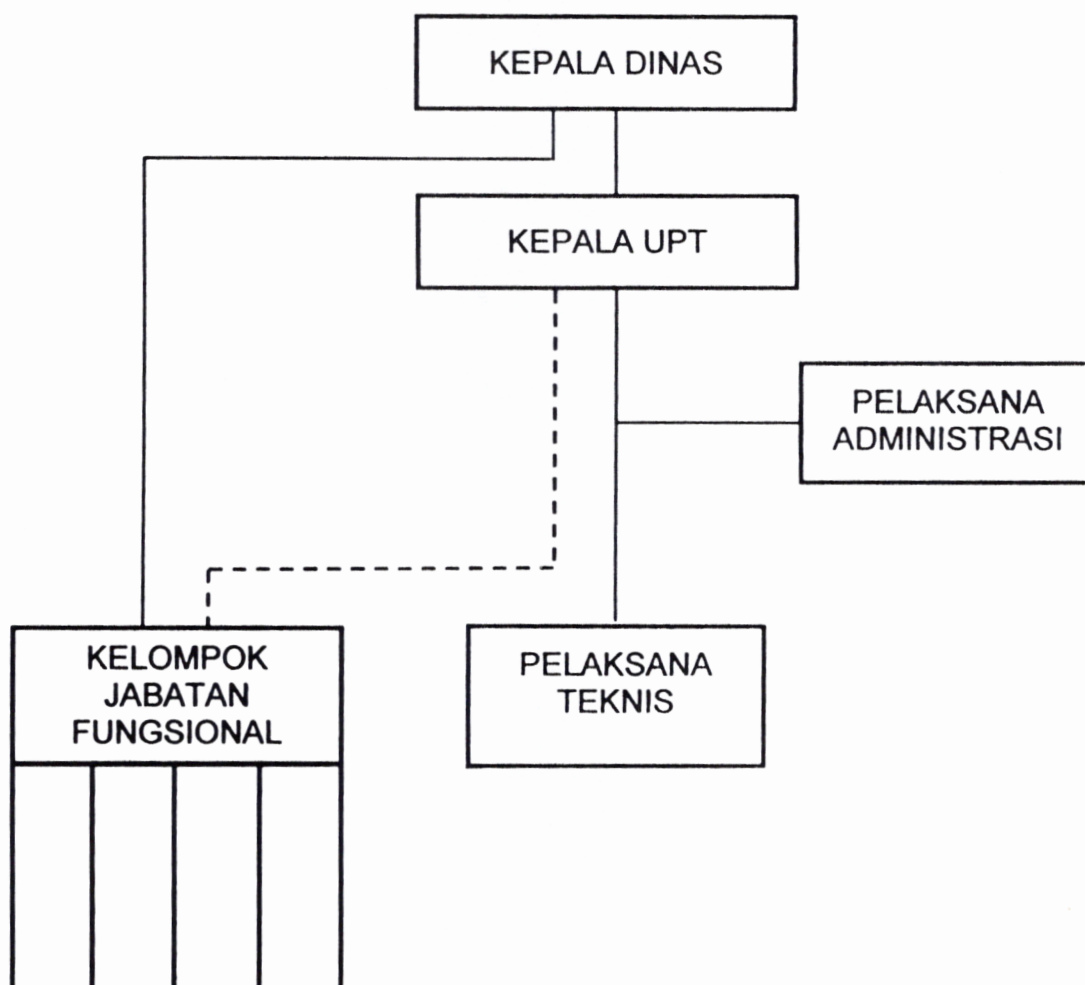 KEPALA DINAS
KEPALA UPT
PELAKSANA
ADMINISTRASI
KELOMPOK
JABATAN
FUNGSIONAL
PELAKSANA
TEKNIS